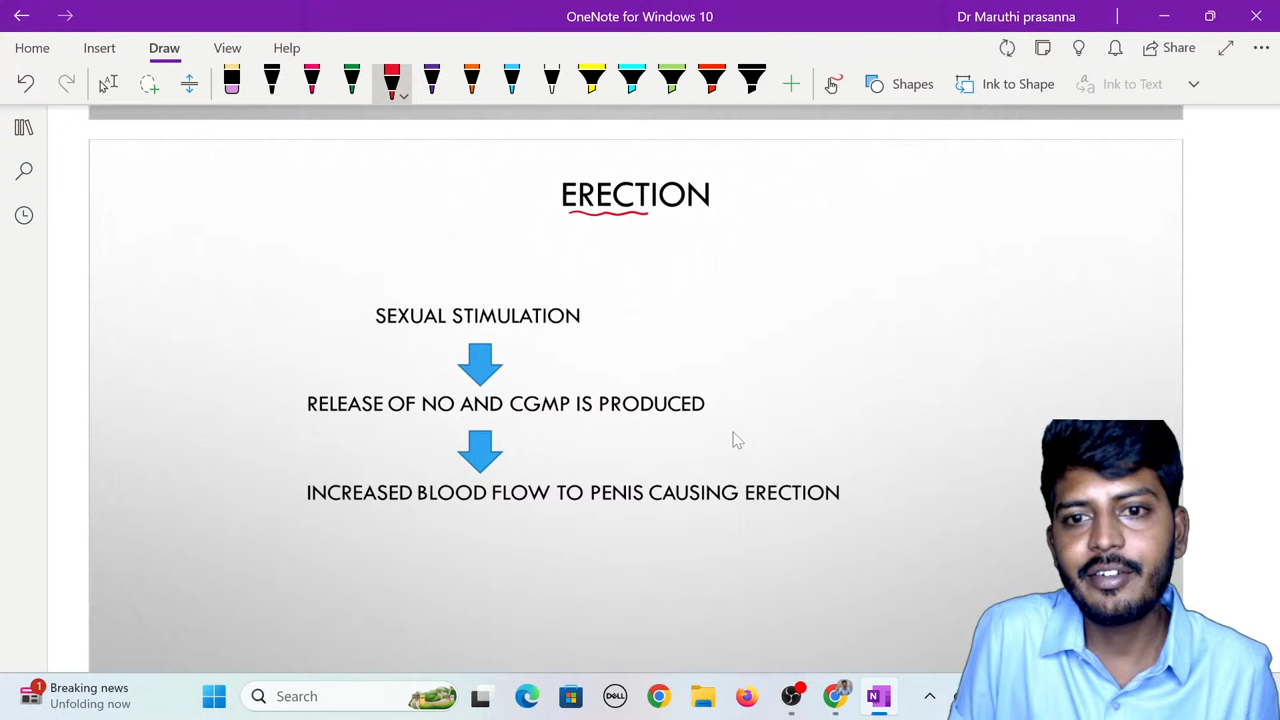 OneNote for Windows 10
Dr Maruthi prasanna
Home Insert Draw View Help
Share
Shapes Ink to Shape Ink to Text
ERECTION
SEXUAL STIMULATION
RELEASE OF NO AND CGMP IS PRODUCED
INCREASED BLOOD FLOW TO PENIS CAUSING ERECTION
1
Breaking news
Unfolding now
Search
DELL
N